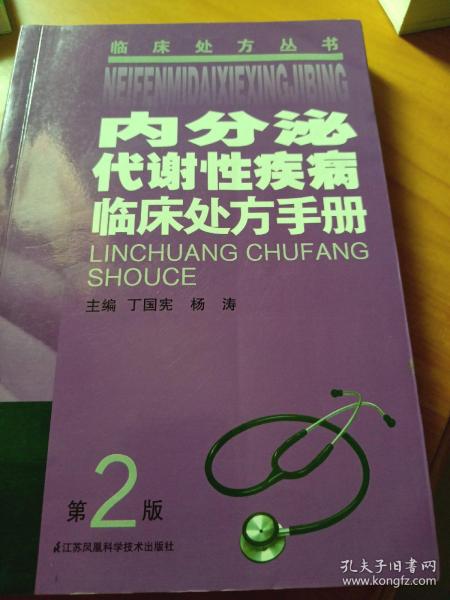 临床处方丛书
NEIFENMIDAIXIEXINGJIBING
内分泌
代谢性疾病
临床处方手册
LINCHUANG CHUFANG
SHOUCE
主编 丁国宪 杨涛
第2版
江苏凤凰科学技术出版社
孔夫子旧书网
www.kongfz.com